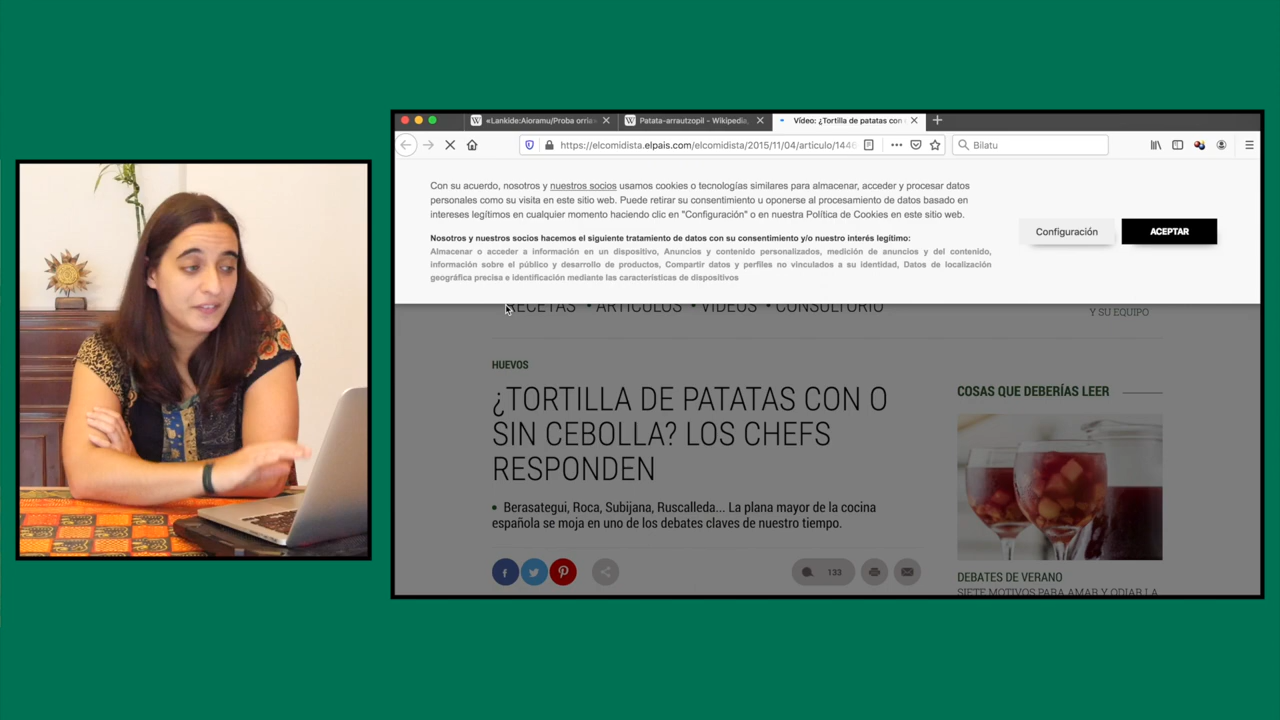 «Lankide:Aioramu/Proba orria
Patata-arrautzopil - Wikipedia,
Vídeo: ¿Tortilla de patatas con
https://elcomidista.elpais.com/elcomidista/2015/11/04/articulo/1446
Bilatu
Con su acuerdo, nosotros y nuestros socios usamos cookies o tecnologías similares para almacenar, acceder y procesar datos
personales como su visita en este sitio web. Puede retirar su consentimiento u oponerse al procesamiento de datos basado en
intereses legítimos en cualquier momento haciendo clic en "Configuración" o en nuestra Política de Cookies en este sitio web.
Nosotros y nuestros socios hacemos el siguiente tratamiento de datos con su consentimiento y/o nuestro interés legítimo:
Almacenar o acceder a información en un dispositivo, Anuncios y contenido personalizados, medición de anuncios y del contenido,
información sobre el público y desarrollo de productos, Compartir datos y perfiles no vinculados a su identidad, Datos de localización
geográfica precisa e identificación mediante las características de dispositivos
Configuración
ACEPTAR
RECETAS • ARTÍCULOS • VÍDEOS • CONSULTORIO
Y SU EQUIPO
HUEVOS
¿TORTILLA DE PATATAS CON O
SIN CEBOLLA? LOS CHEFS
RESPONDEN
• Berasategui, Roca, Subijana, Ruscalleda... La plana mayor de la cocina
española se moja en uno de los debates claves de nuestro tiempo.
133
COSAS QUE DEBERÍAS LEER
DEBATES DE VERANO
SIETE MOTIVOS PARA AMAR Y ODIAR LA